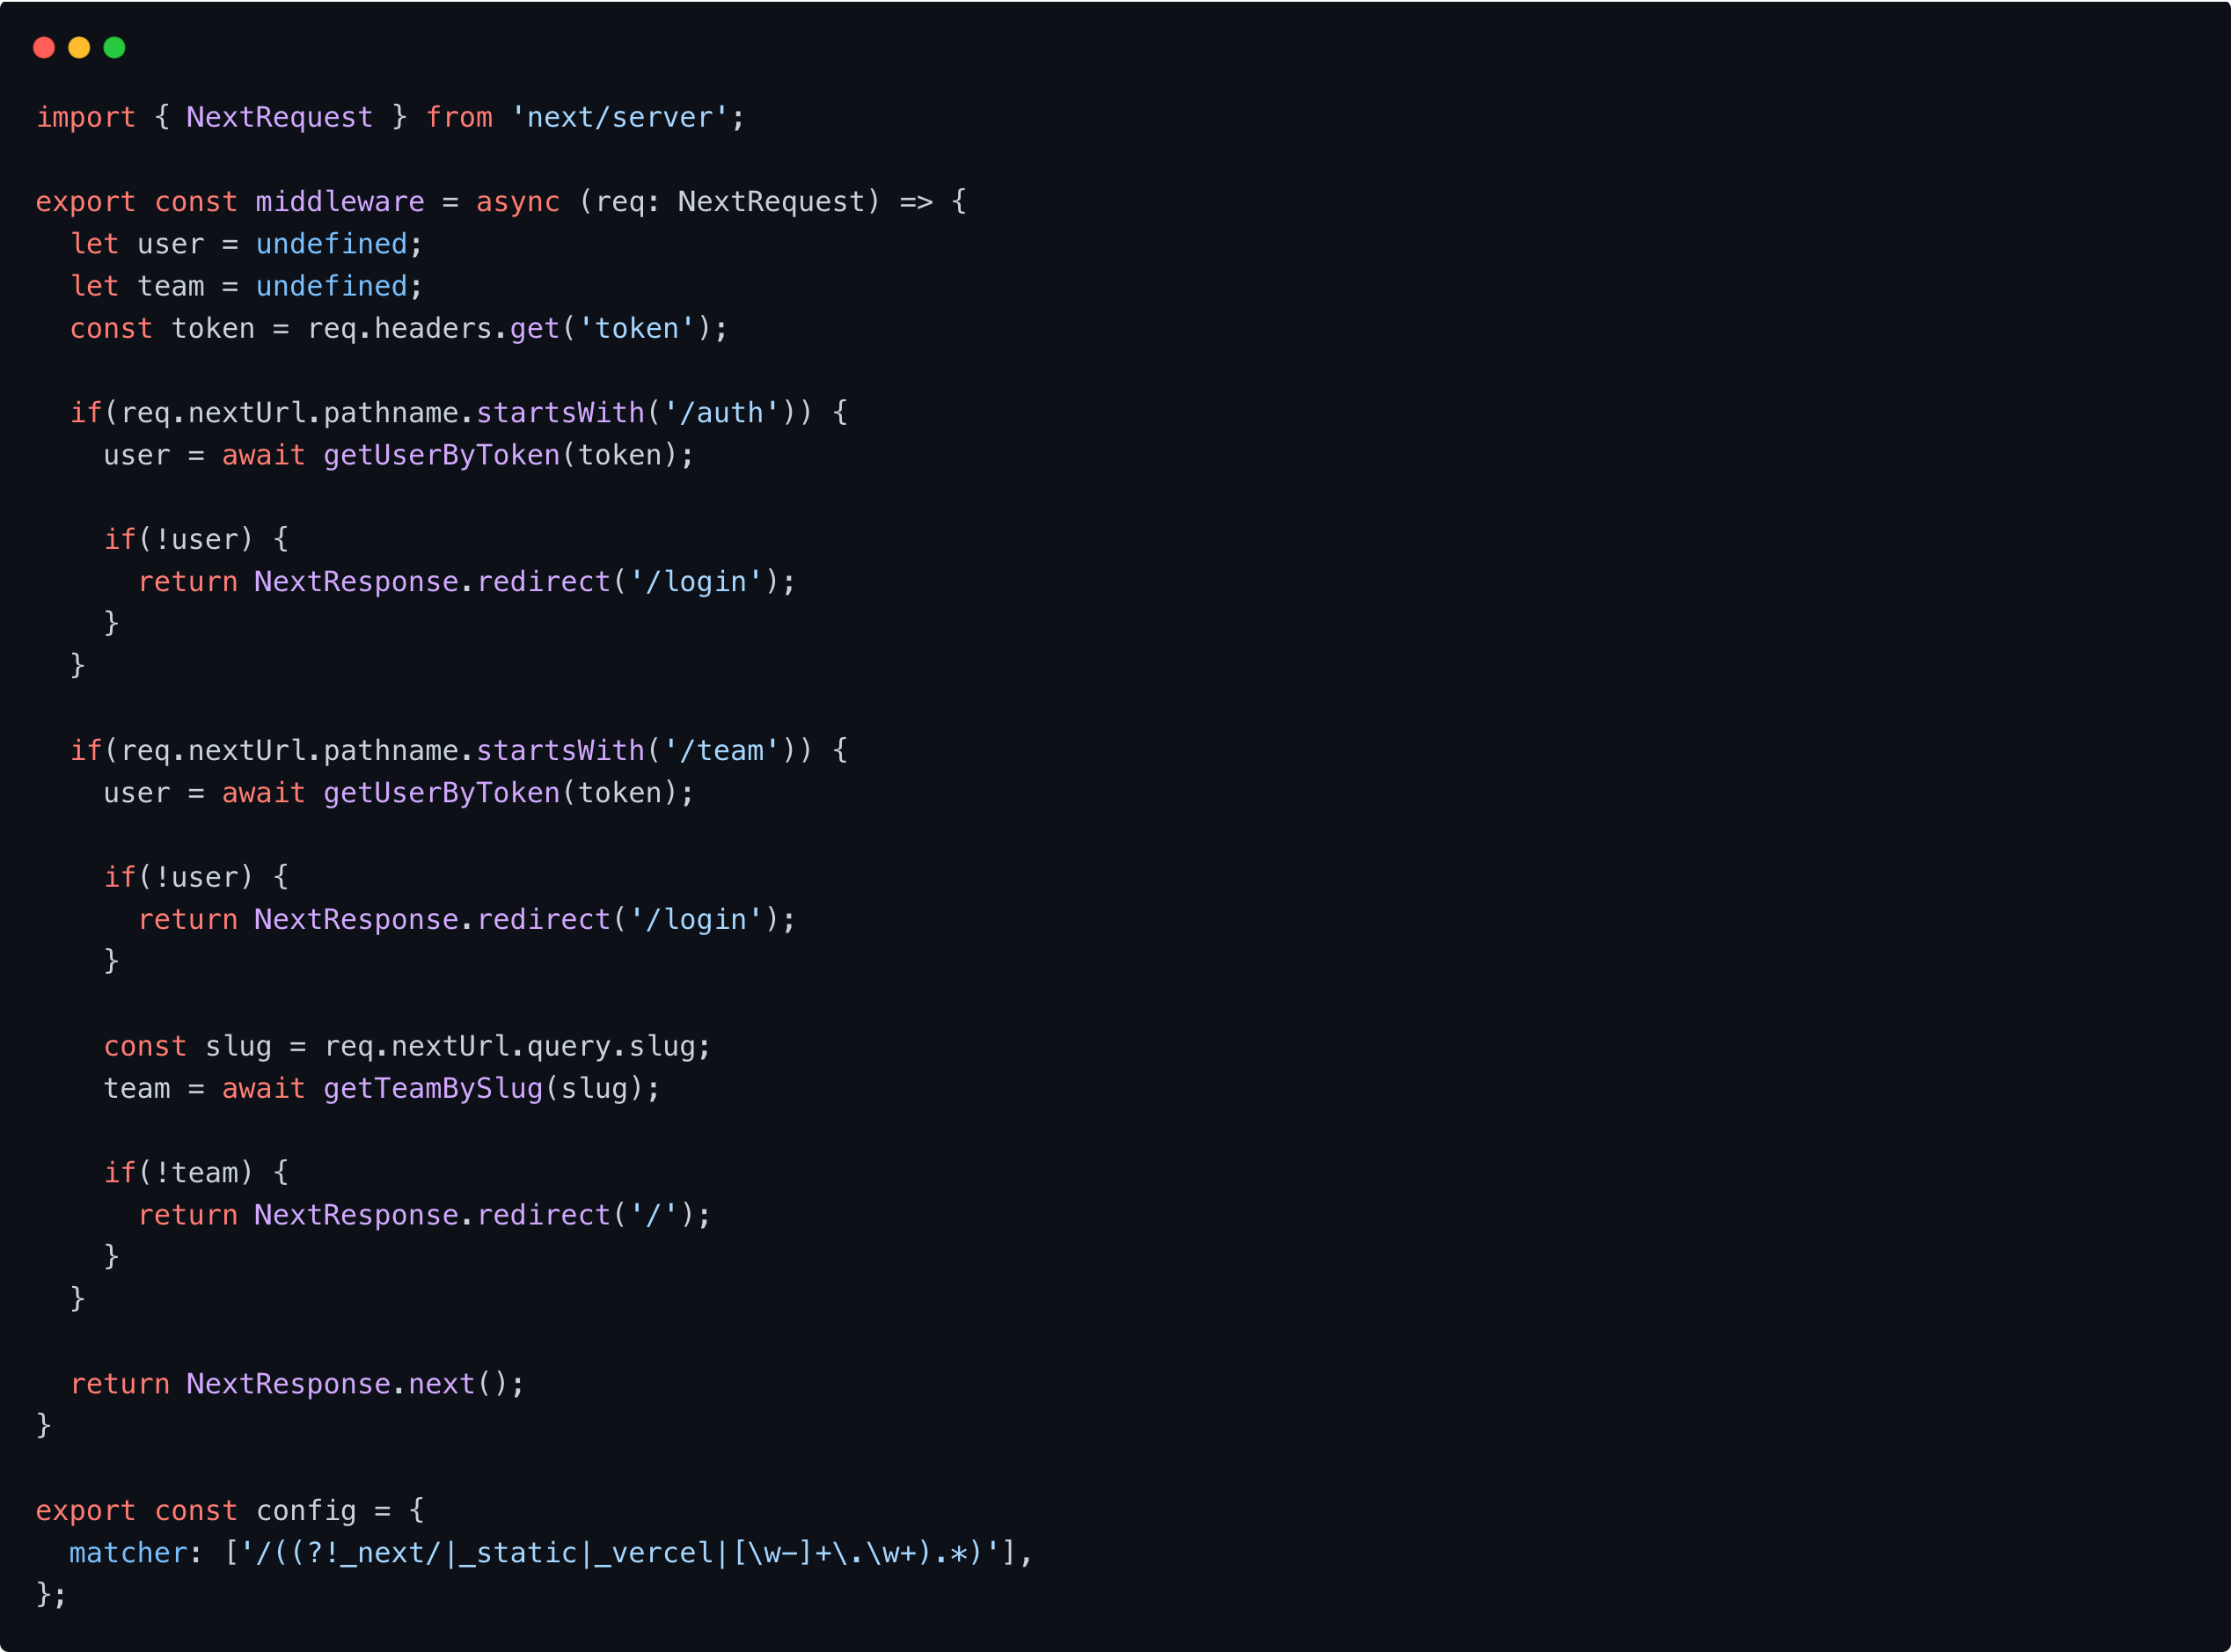 import { NextRequest } from 'next/server';

export const middleware = async (req: NextRequest) => {
  let user = undefined;
  let team = undefined;
  const token = req.headers.get('token');

  if(req.nextUrl.pathname.startsWith('/auth')) {
    user = await getUserByToken(token);

    if(!user) {
      return NextResponse.redirect('/login');
    }
  }

  if(req.nextUrl.pathname.startsWith('/team')) {
    user = await getUserByToken(token);

    if(!user) {
      return NextResponse.redirect('/login');
    }

    const slug = req.nextUrl.query.slug;
    team = await getTeamBySlug(slug);

    if(!team) {
      return NextResponse.redirect('/');
    }
  }

  return NextResponse.next();
}

export const config = {
  matcher: ['/((?!_next/|_static|_vercel|[\w-]+\.\w+).*)'],
};